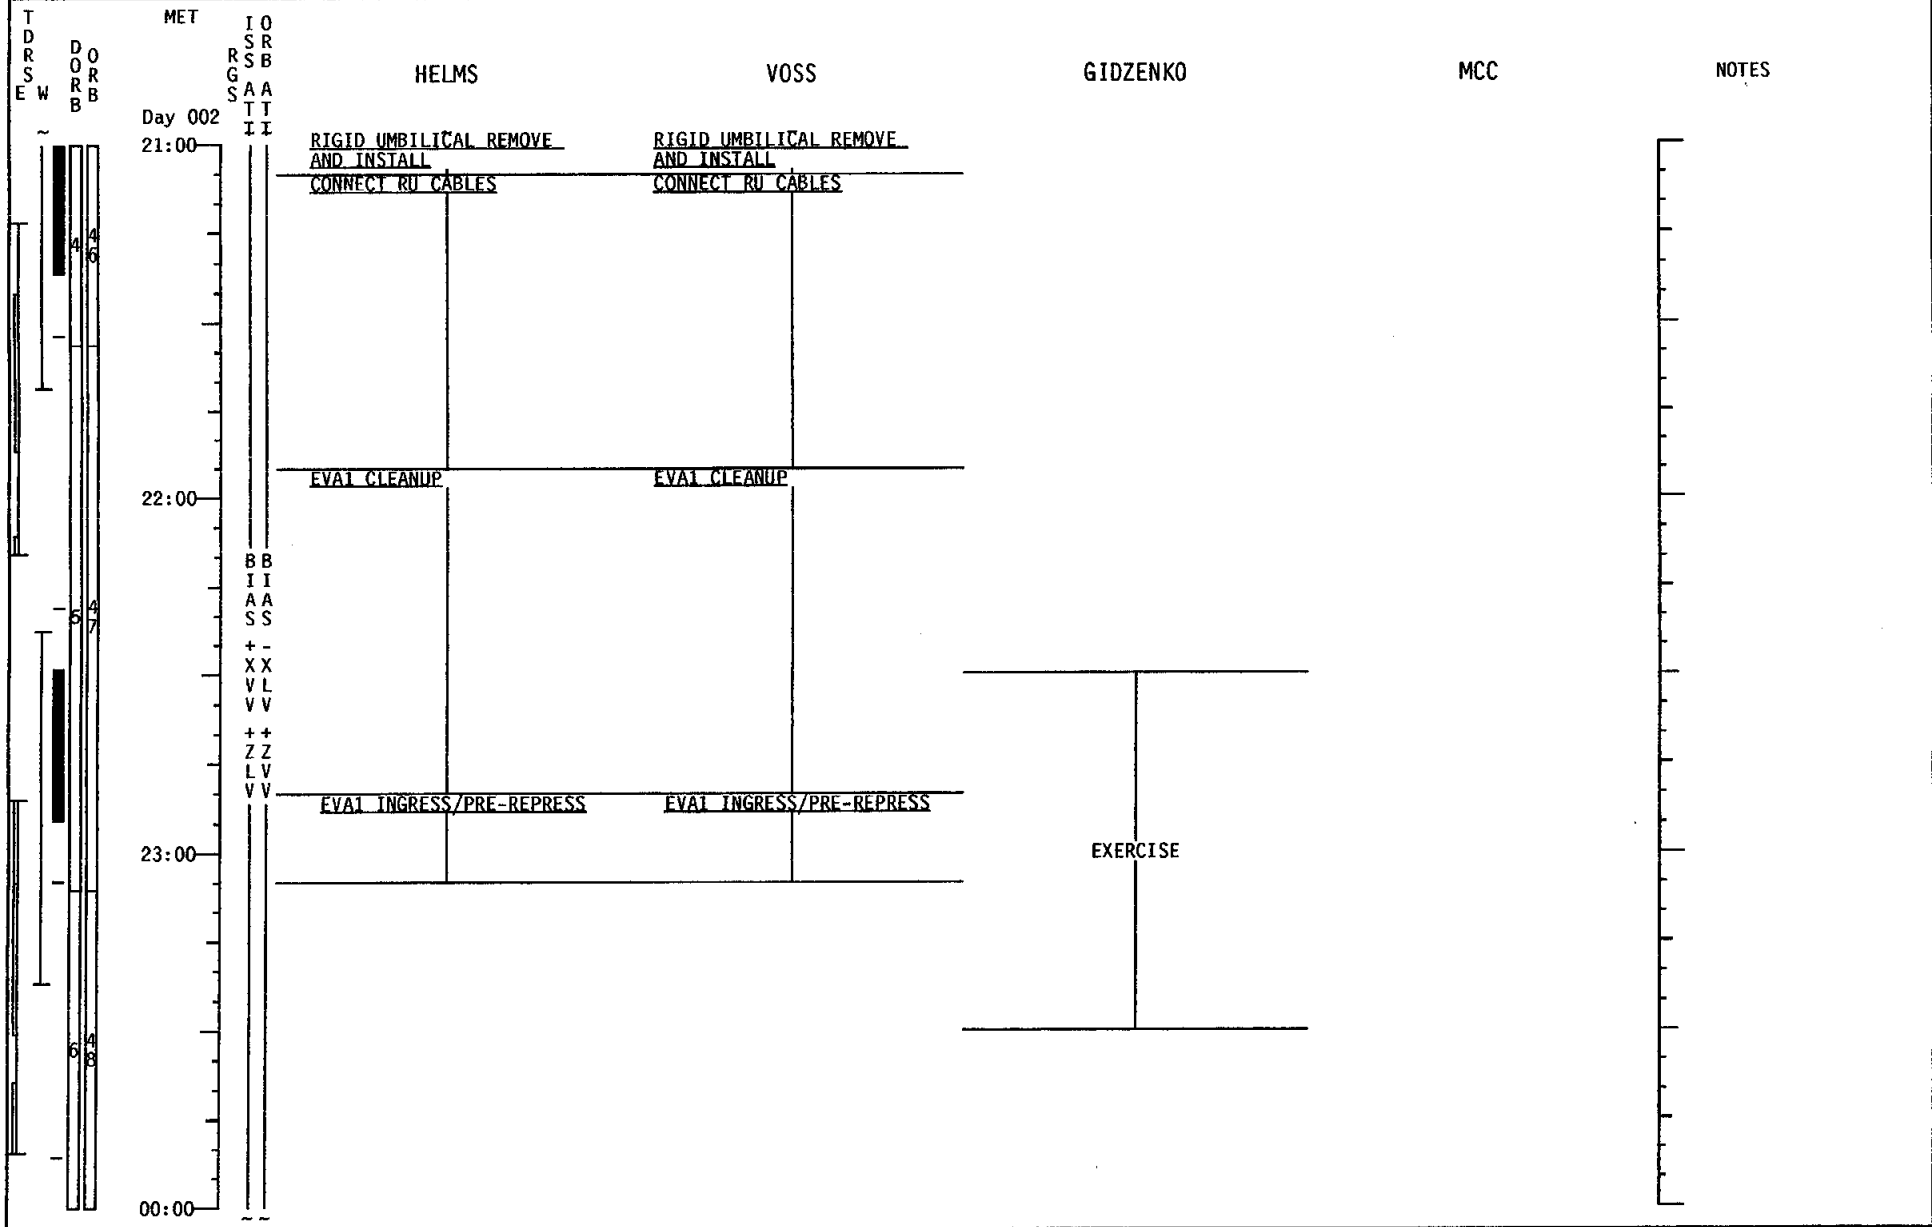 TDRS
E W
DORB
ORB
MET
RGS
ISS ATT
ORB ATT
HELMS
VOSS
GIDZENKO
MCC
NOTES
Day 002
~
21:00
RIGID UMBILICAL REMOVE
AND INSTALL
RIGID UMBILICAL REMOVE
AND INSTALL
CONNECT RU CABLES
CONNECT RU CABLES
4
46
EVA1 CLEANUP
EVA1 CLEANUP
22:00
BIAS +XVV +ZLV
BIAS -XLV +ZVV
5
47
EVA1 INGRESS/PRE-REPRESS
EVA1 INGRESS/PRE-REPRESS
23:00
EXERCISE
6
48
00:00
~~